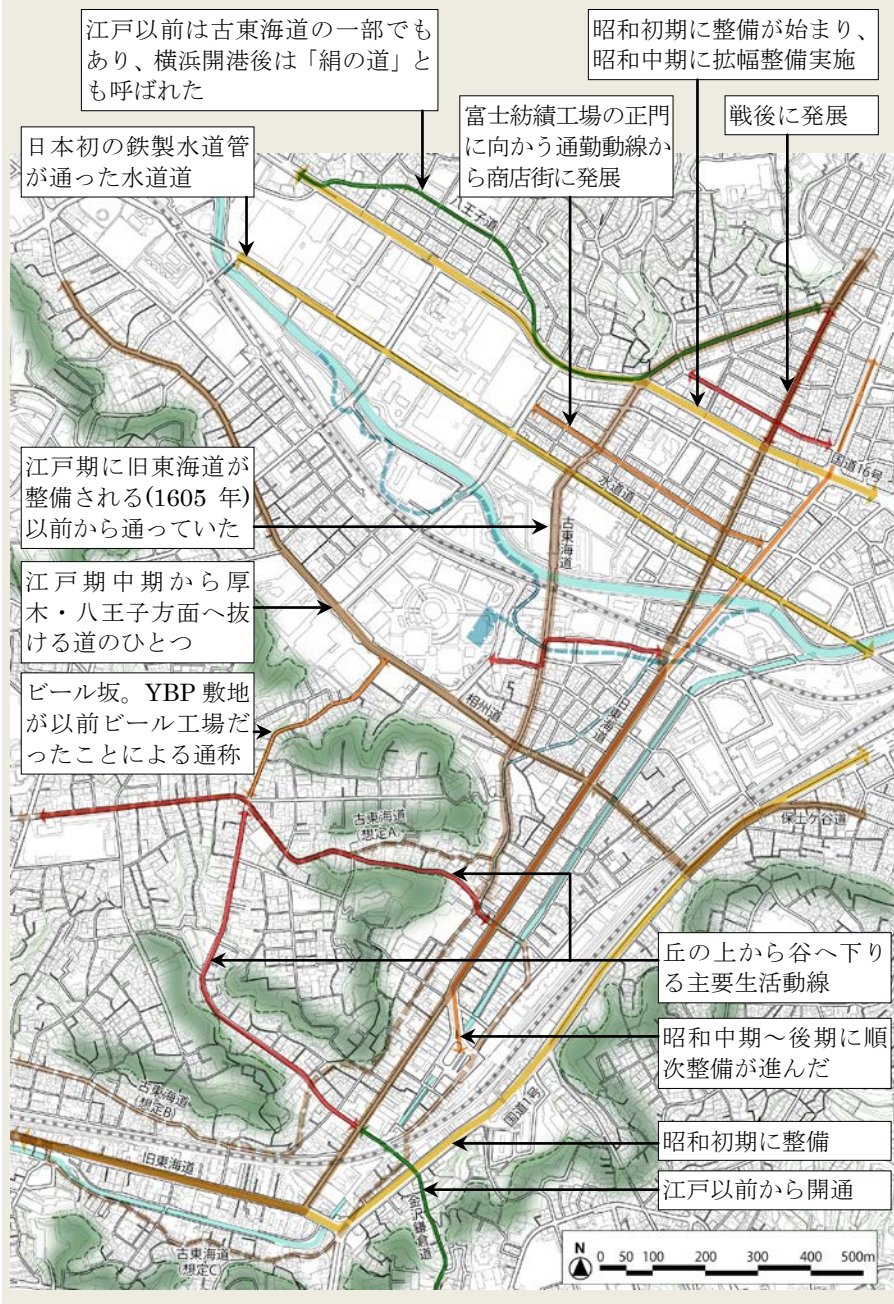 江戸以前は古東海道の一部でも
あり、横浜開港後は「絹の道」と
も呼ばれた
昭和初期に整備が始まり、
昭和中期に拡幅整備実施
富士紡績工場の正門
に向かう通勤動線か
ら商店街に発展
戦後に発展
日本初の鉄製水道管
が通った水道道
八王子道
国道16号
水道道
江戸期に旧東海道が
整備される(1605 年)
以前から通っていた
古東海道
江戸期中期から厚
木・八王子方面へ抜
ける道のひとつ
ビール坂。YBP 敷地
が以前ビール工場だ
ったことによる通称
相州道
旧東海道
古東海道
(想定A)
保土ケ谷道
丘の上から谷へ下り
る主要生活動線
昭和中期～後期に順
次整備が進んだ
古東海道
(想定B)
国道1号
昭和初期に整備
旧東海道
江戸以前から開通
金沢鎌倉道
古東海道
(想定C)
N 0 50 100 200 300 400 500m